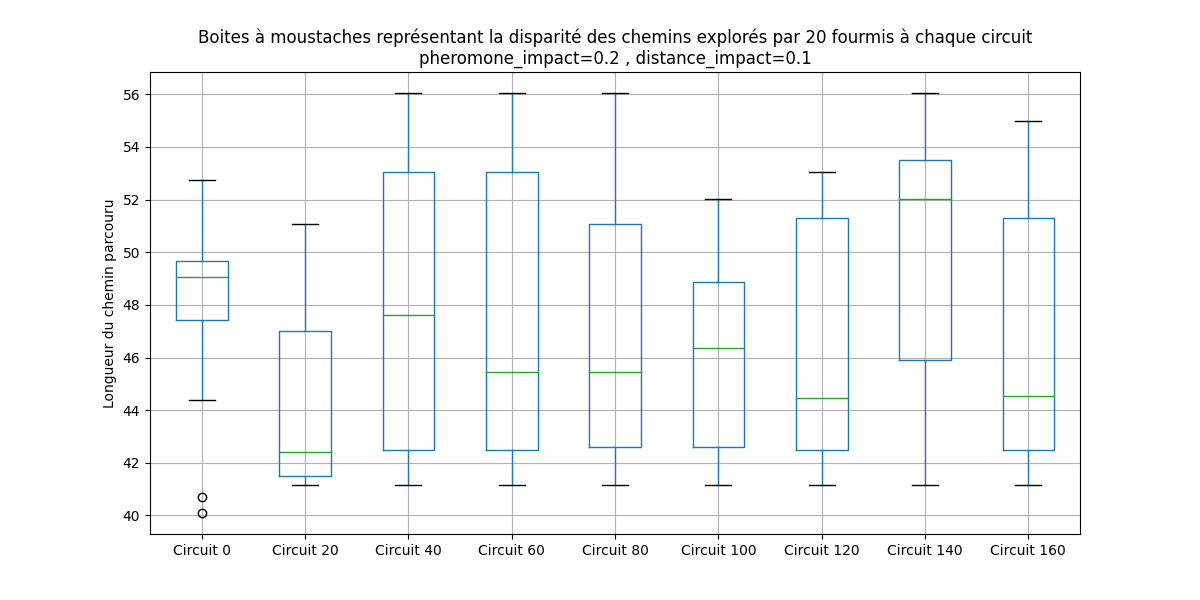 Boites à moustaches représentant la disparité des chemins explorés par 20 fourmis à chaque circuit
pheromone_impact=0.2 , distance_impact=0.1
Longueur du chemin parcouru
56
54
52
50
48
46
44
42
40
Circuit 0
Circuit 20
Circuit 40
Circuit 60
Circuit 80
Circuit 100
Circuit 120
Circuit 140
Circuit 160